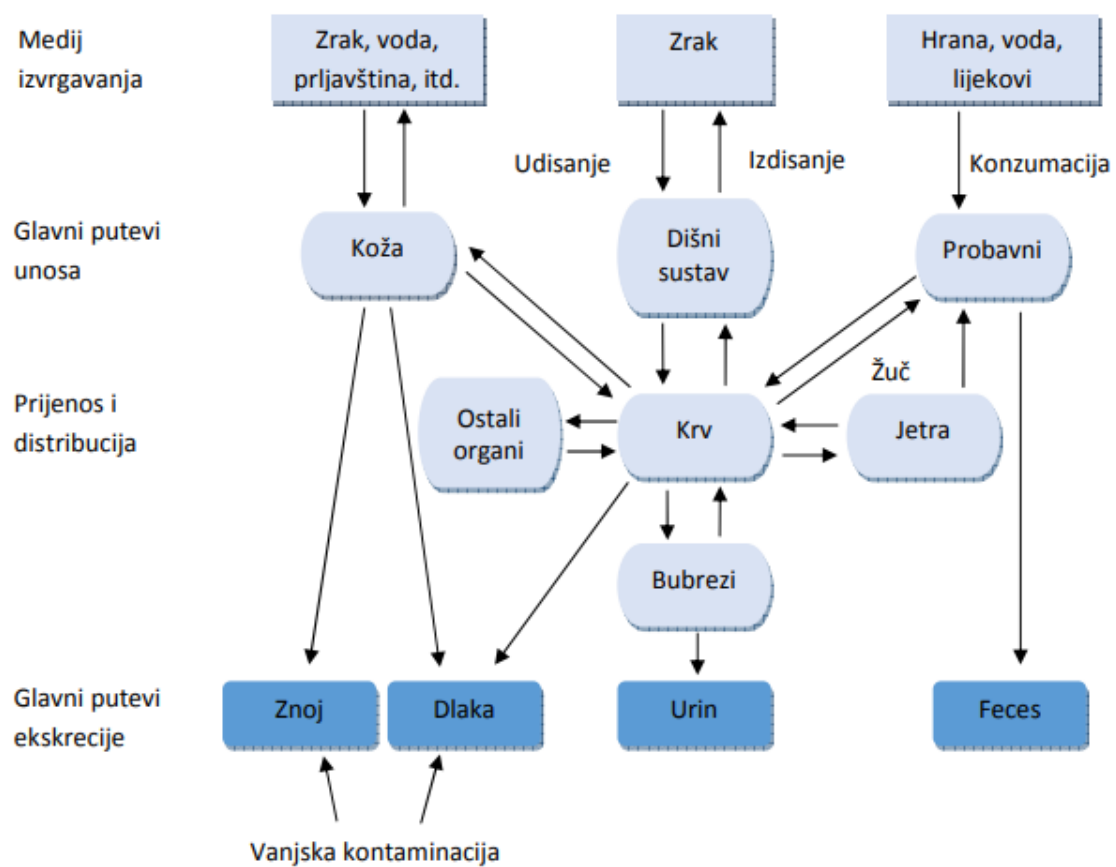 Medij
izvrgavanja
Zrak, voda,
prljavština, itd.
Zrak
Hrana, voda,
lijekovi
Udisanje
Izdisanje
Konzumacija
Glavni putevi
unosa
Koža
Dišni
sustav
Probavni
Žuč
Prijenos i
distribucija
Ostali
organi
Krv
Jetra
Bubrezi
Glavni putevi
ekskrecije
Znoj
Dlaka
Urin
Feces
Vanjska kontaminacija